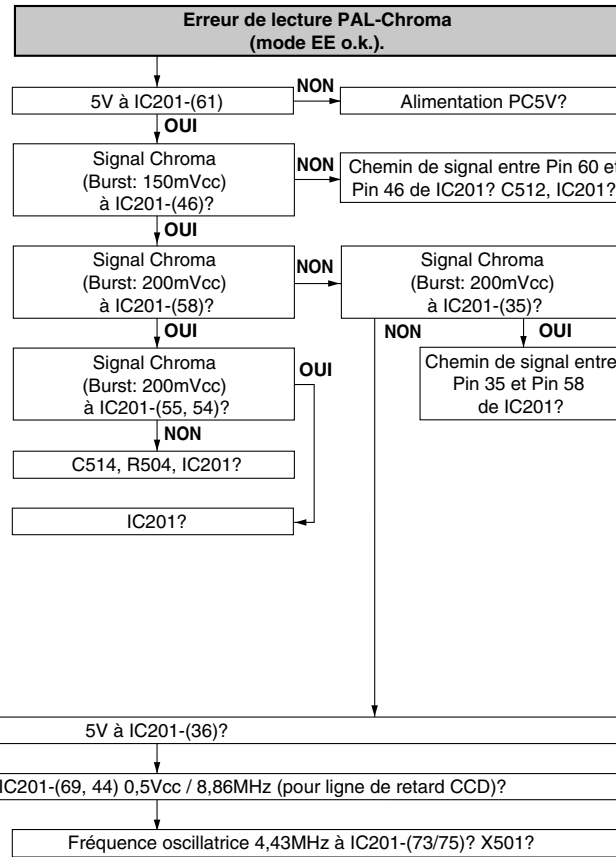 Erreur de lecture PAL-Chroma
(mode EE o.k.).
5V à IC201-(61)
NON
Alimentation PC5V?
OUI
Signal Chroma
(Burst: 150mVcc)
à IC201-(46)?
NON
Chemin de signal entre Pin 60 et
Pin 46 de IC201? C512, IC201?
OUI
Signal Chroma
(Burst: 200mVcc)
à IC201-(58)?
NON
Signal Chroma
(Burst: 200mVcc)
à IC201-(35)?
OUI
NON
OUI
Signal Chroma
(Burst: 200mVcc)
à IC201-(55, 54)?
OUI
Chemin de signal entre
Pin 35 et Pin 58
de IC201?
NON
C514, R504, IC201?
IC201?
5V à IC201-(36)?
IC201-(69, 44) 0,5Vcc / 8,86MHz (pour ligne de retard CCD)?
Fréquence oscillatrice 4,43MHz à IC201-(73/75)? X501?